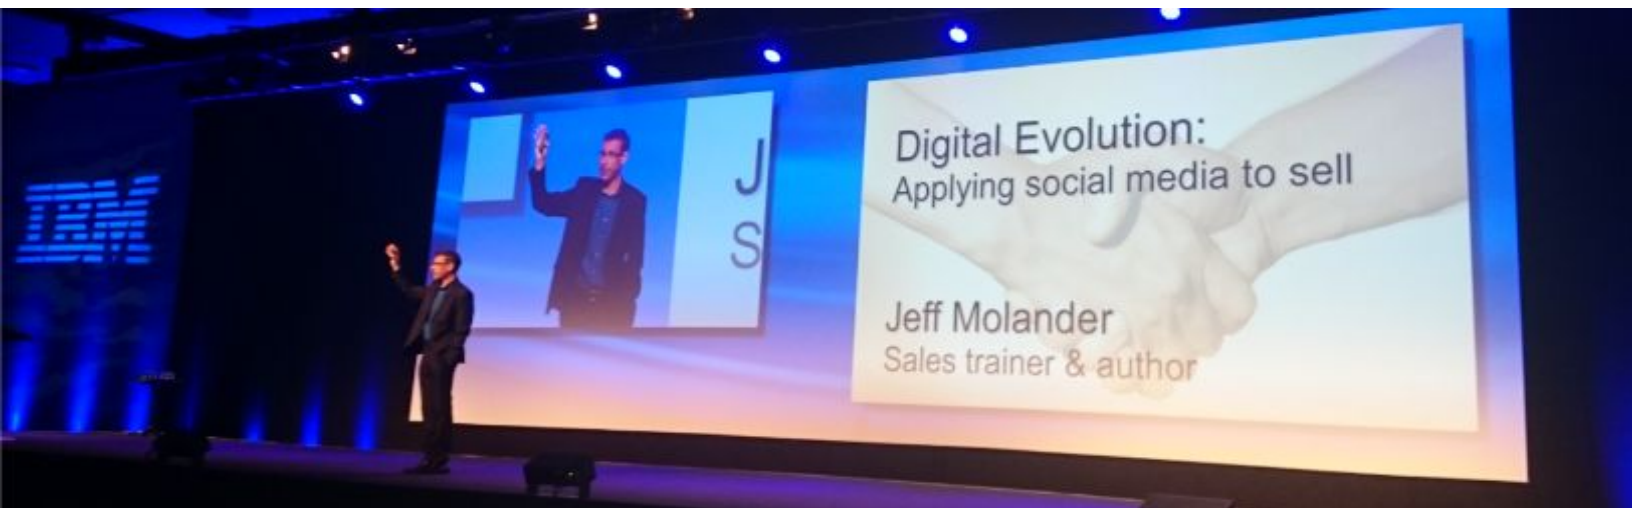 IBM
J
S
Digital Evolution:
Applying social media to sell
Jeff Molander
Sales trainer & author